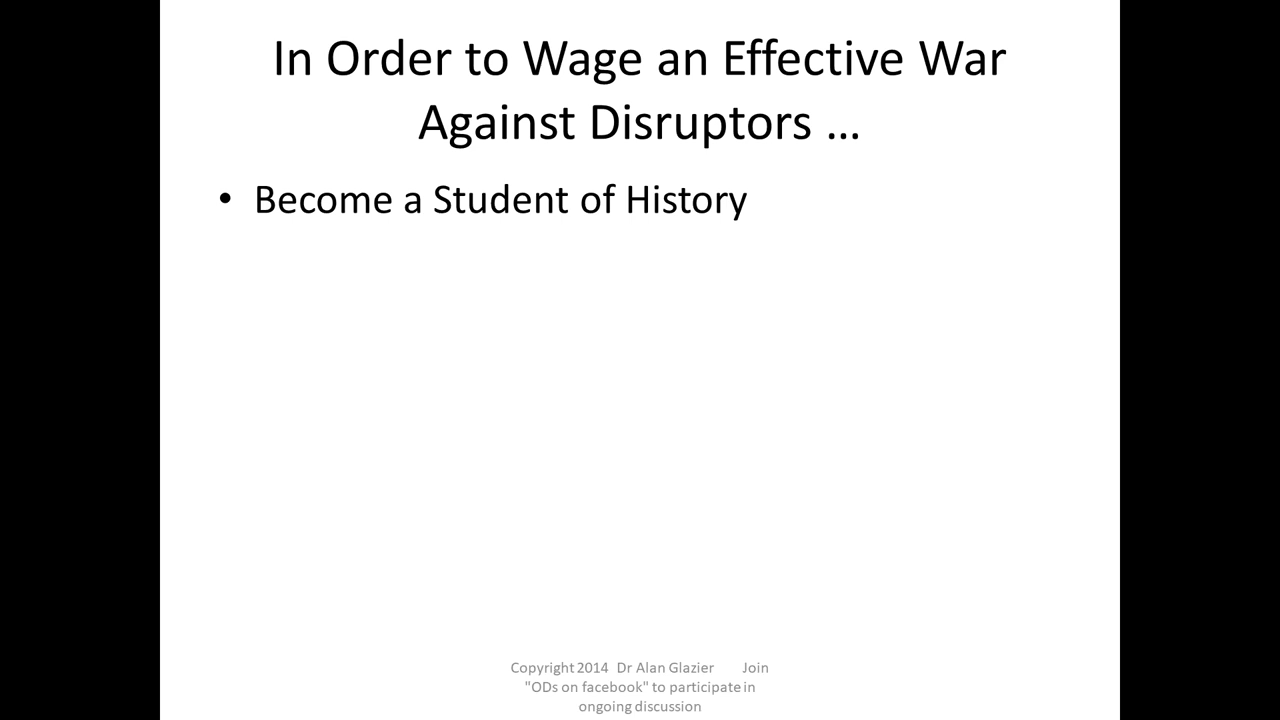 In Order to Wage an Effective War
Against Disruptors ...
• Become a Student of History
Copyright 2014 Dr Alan Glazier Join
"ODs on facebook" to participate in
ongoing discussion